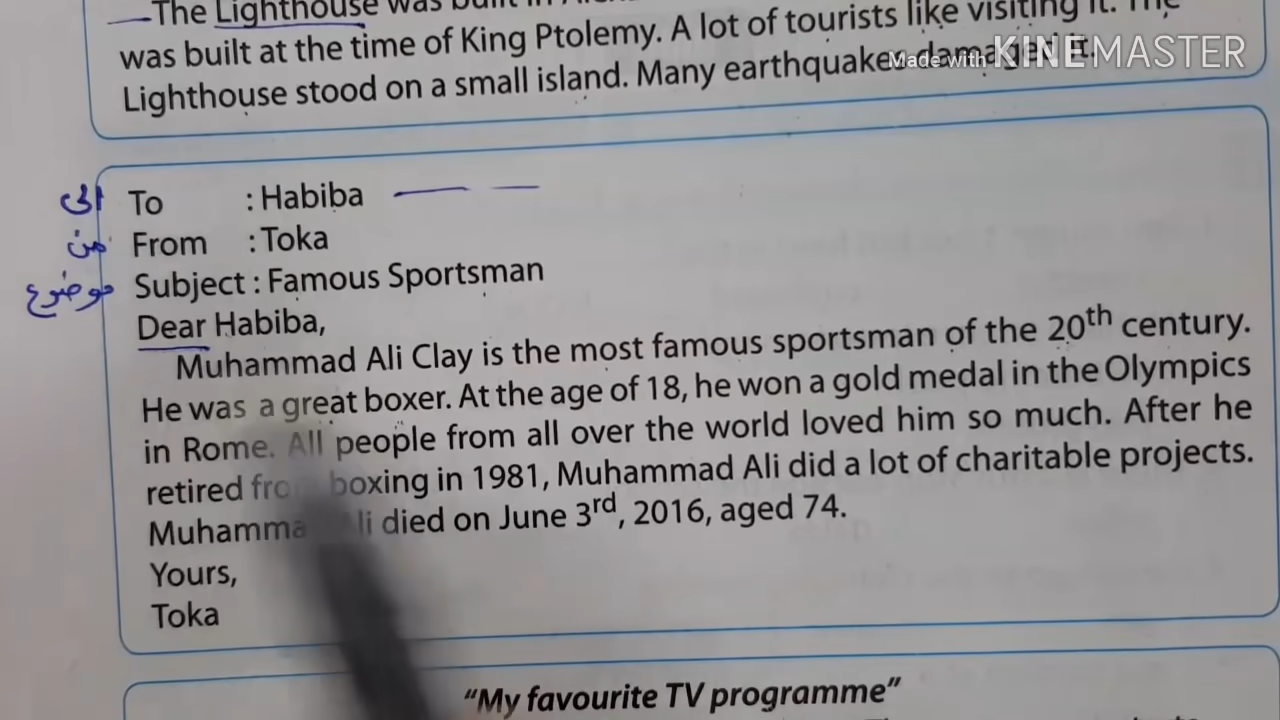 The Lighthouse was built in
was built at the time of King Ptolemy. A lot of tourists like visiting it. The
Lighthouse stood on a small island. Many earthquakes damaged it.
Made with KINEMASTER
الى To : Habiba
من From : Toka
موضوع Subject : Famous Sportsman
Dear Habiba,
Muhammad Ali Clay is the most famous sportsman of the 20th century.
He was a great boxer. At the age of 18, he won a gold medal in the Olympics
in Rome. All people from all over the world loved him so much. After he
retired from boxing in 1981, Muhammad Ali did a lot of charitable projects.
Muhammad Ali died on June 3rd, 2016, aged 74.
Yours,
Toka
"My favourite TV programme"